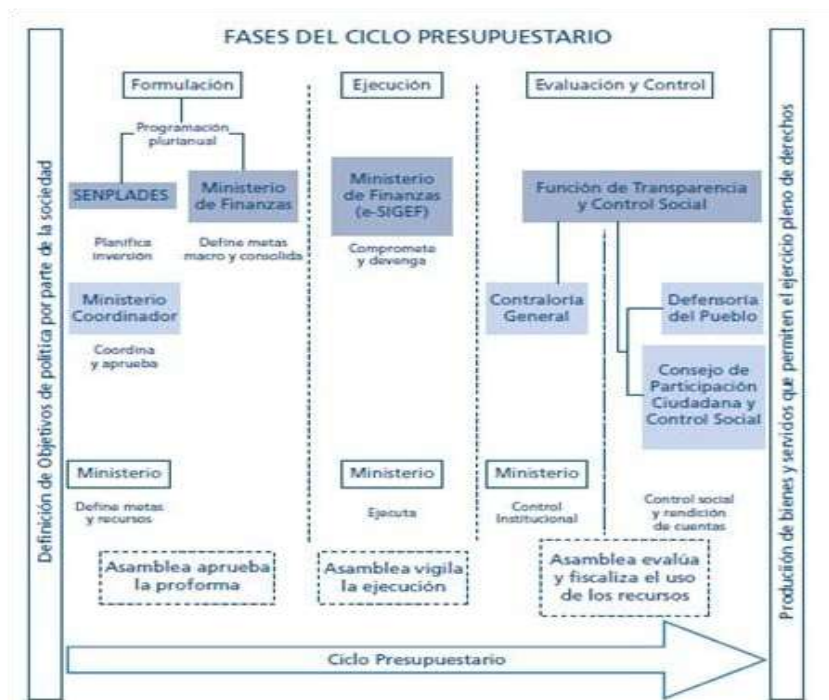 FASES DEL CICLO PRESUPUESTARIO
Definición de Objetivos de política por parte de la sociedad
Formulación
Programación
plurianual
SENPLADES
Planifica
inversión
Ministerio
de Finanzas
Define metas
macro y consolida
Ministerio
Coordinador
Coordina
y aprueba
Ministerio
Define metas
y recursos
Asamblea aprueba
la proforma
Ejecución
Ministerio
de Finanzas
(e-SIGEF)
Compromete
y devenga
Ministerio
Ejecuta
Asamblea vigila
la ejecución
Evaluación y Control
Función de Transparencia
y Control Social
Contraloría
General
Defensoría
del Pueblo
Consejo de
Participación
Ciudadana y
Control Social
Ministerio
Control
Institucional
Control social
y rendición
de cuentas
Asamblea evalúa
y fiscaliza el uso
de los recursos
Ciclo Presupuestario
Produción de bienes y servidos que permiten el ejercicio pleno de derechos